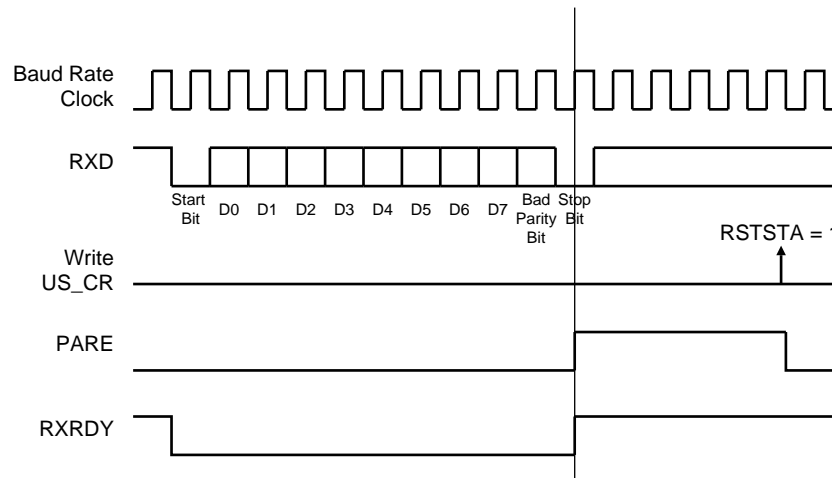 Baud Rate
Clock
RXD
Start
Bit
D0
D1
D2
D3
D4
D5
D6
D7
Bad
Parity
Bit
Stop
Bit
RSTSTA = 1
Write
US_CR
PARE
RXRDY